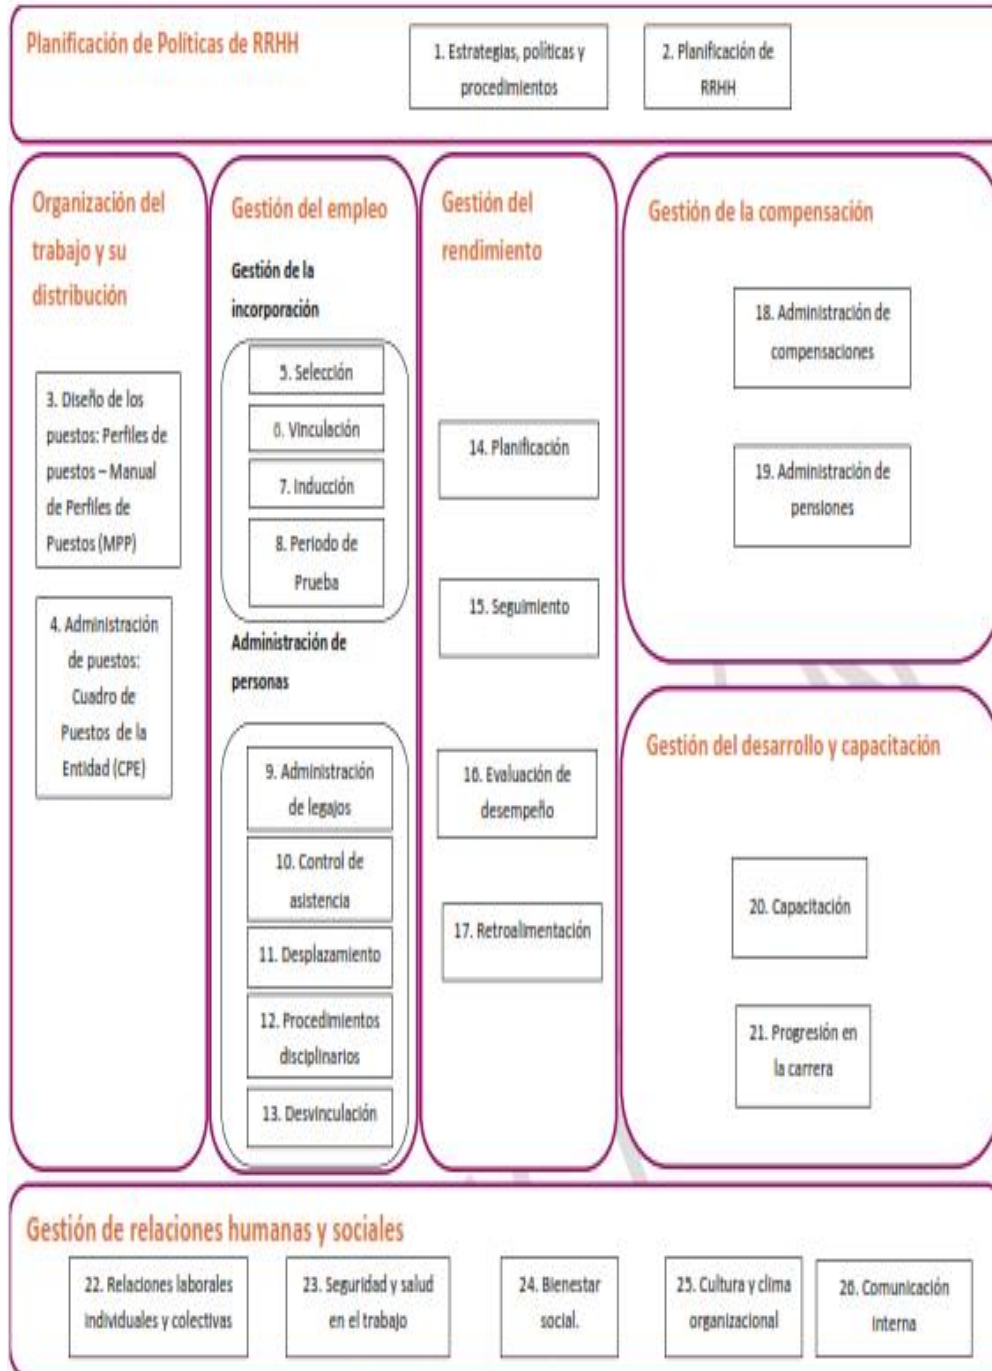 Planificación de Políticas de RRHH
1. Estrategias, políticas y
procedimientos
2. Planificación de
RRHH
Organización del
trabajo y su
distribución
3. Diseño de los
puestos: Perfiles de
puestos – Manual
de Perfiles de
Puestos (MPP)
4. Administración
de puestos:
Cuadro de
Puestos de la
Entidad (CPE)
Gestión del empleo
Gestión de la
incorporación
5. Selección
6. Vinculación
7. Inducción
8. Periodo de
Prueba
Administración de
personas
9. Administración
de legajos
10. Control de
asistencia
11. Desplazamiento
12. Procedimientos
disciplinarios
13. Desvinculación
Gestión del
rendimiento
14. Planificación
15. Seguimiento
16. Evaluación de
desempeño
17. Retroalimentación
Gestión de la compensación
18. Administración de
compensaciones
19. Administración de
pensiones
Gestión del desarrollo y capacitación
20. Capacitación
21. Progresión en
la carrera
Gestión de relaciones humanas y sociales
22. Relaciones laborales
individuales y colectivas
23. Seguridad y salud
en el trabajo
24. Bienestar
social.
25. Cultura y clima
organizacional
26. Comunicación
interna